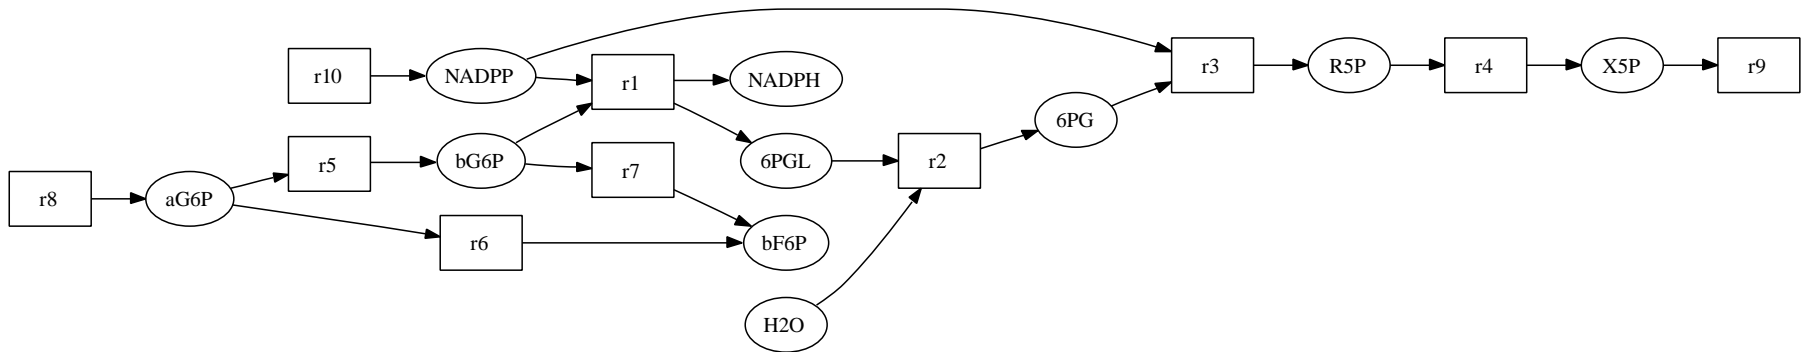 r10
NADPP
r1
NADPH
r3
R5P
r4
X5P
r9
6PG
r8
aG6P
r5
bG6P
r7
6PGL
r2
r6
bF6P
H2O